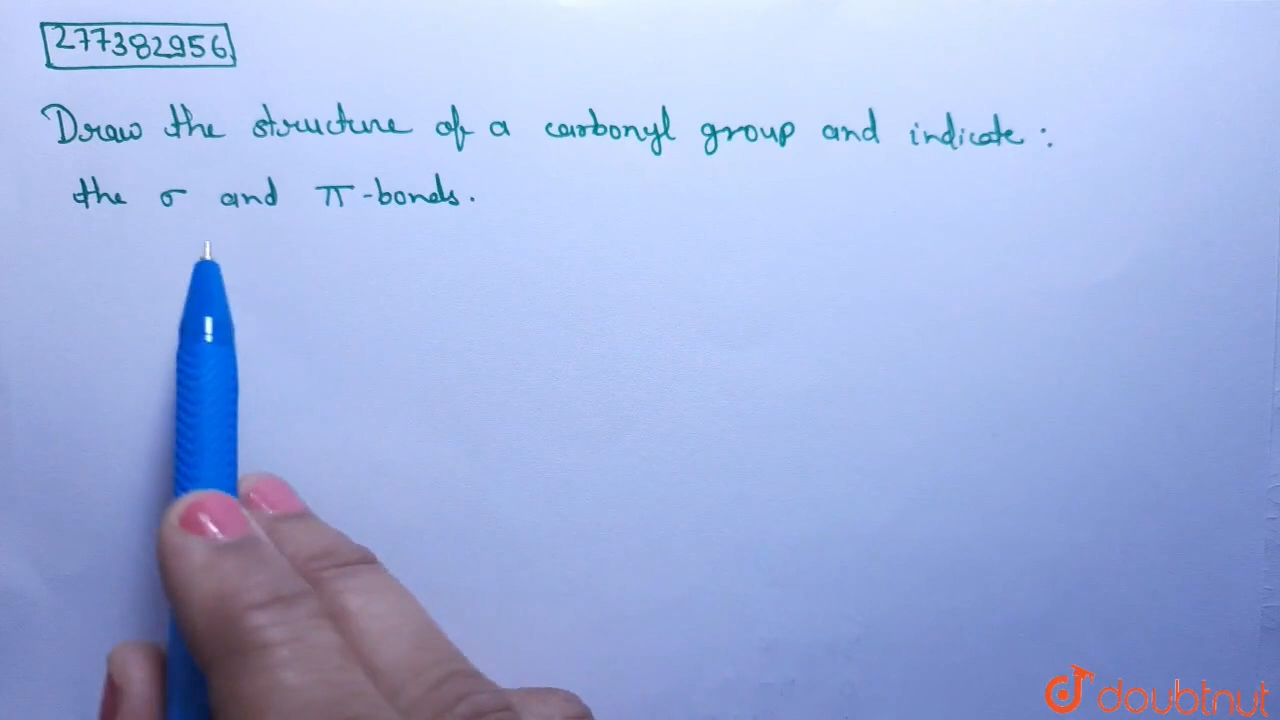 277382956
Draw the structure of a carbonyl group and indicate :
the σ and π-bonds.
doubtnut